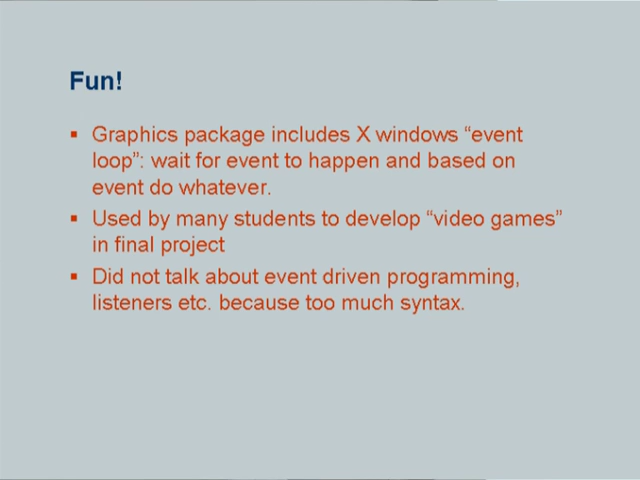 Fun!
▪ Graphics package includes X windows “event
loop”: wait for event to happen and based on
event do whatever.
▪ Used by many students to develop “video games”
in final project
▪ Did not talk about event driven programming,
listeners etc. because too much syntax.